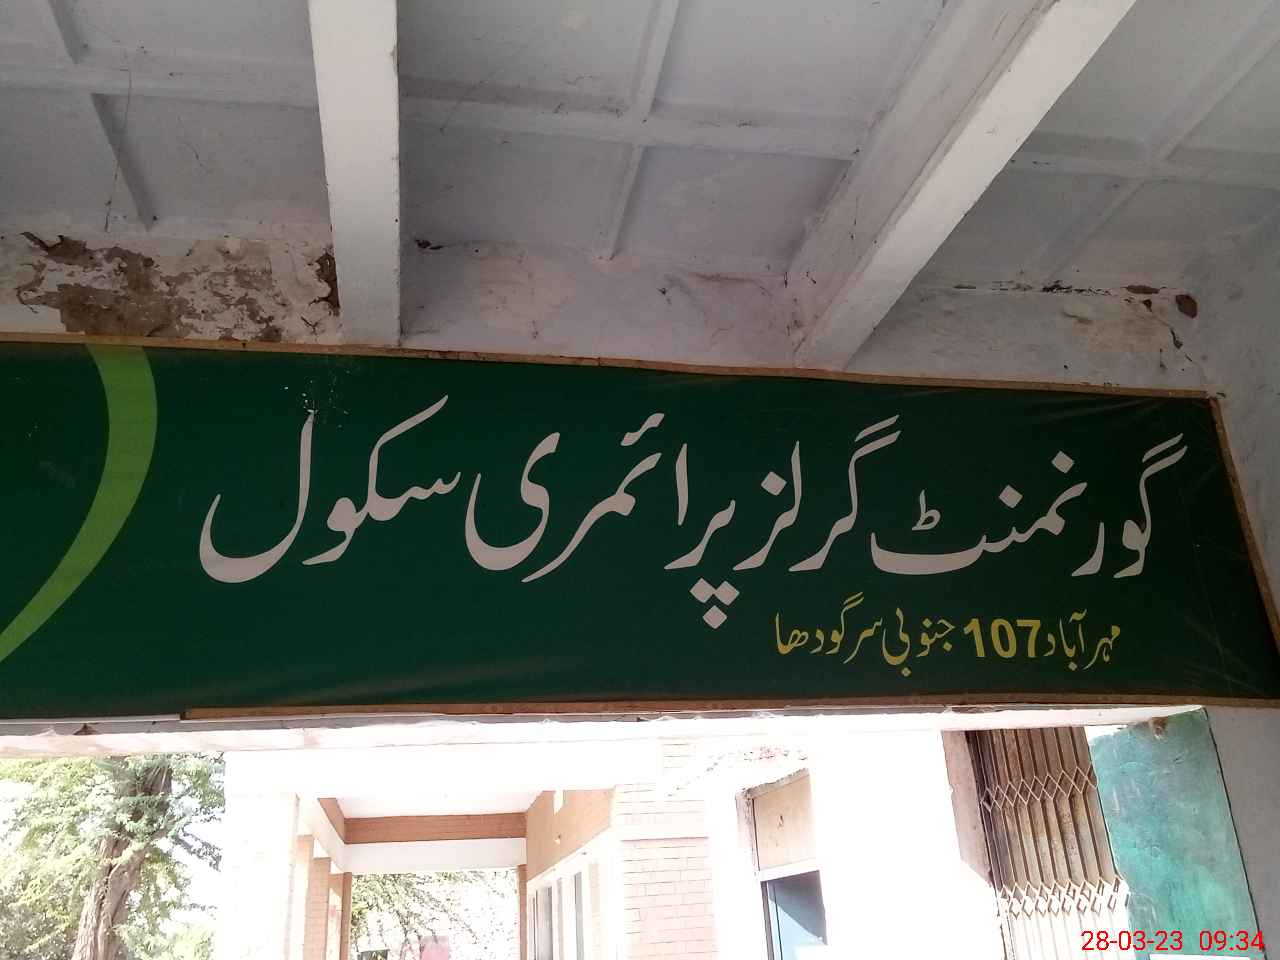 گورنمنٹ گرلز پرائمری سکول
مہر آباد 107 جنوبی سرگودھا
28-03-23 09:34